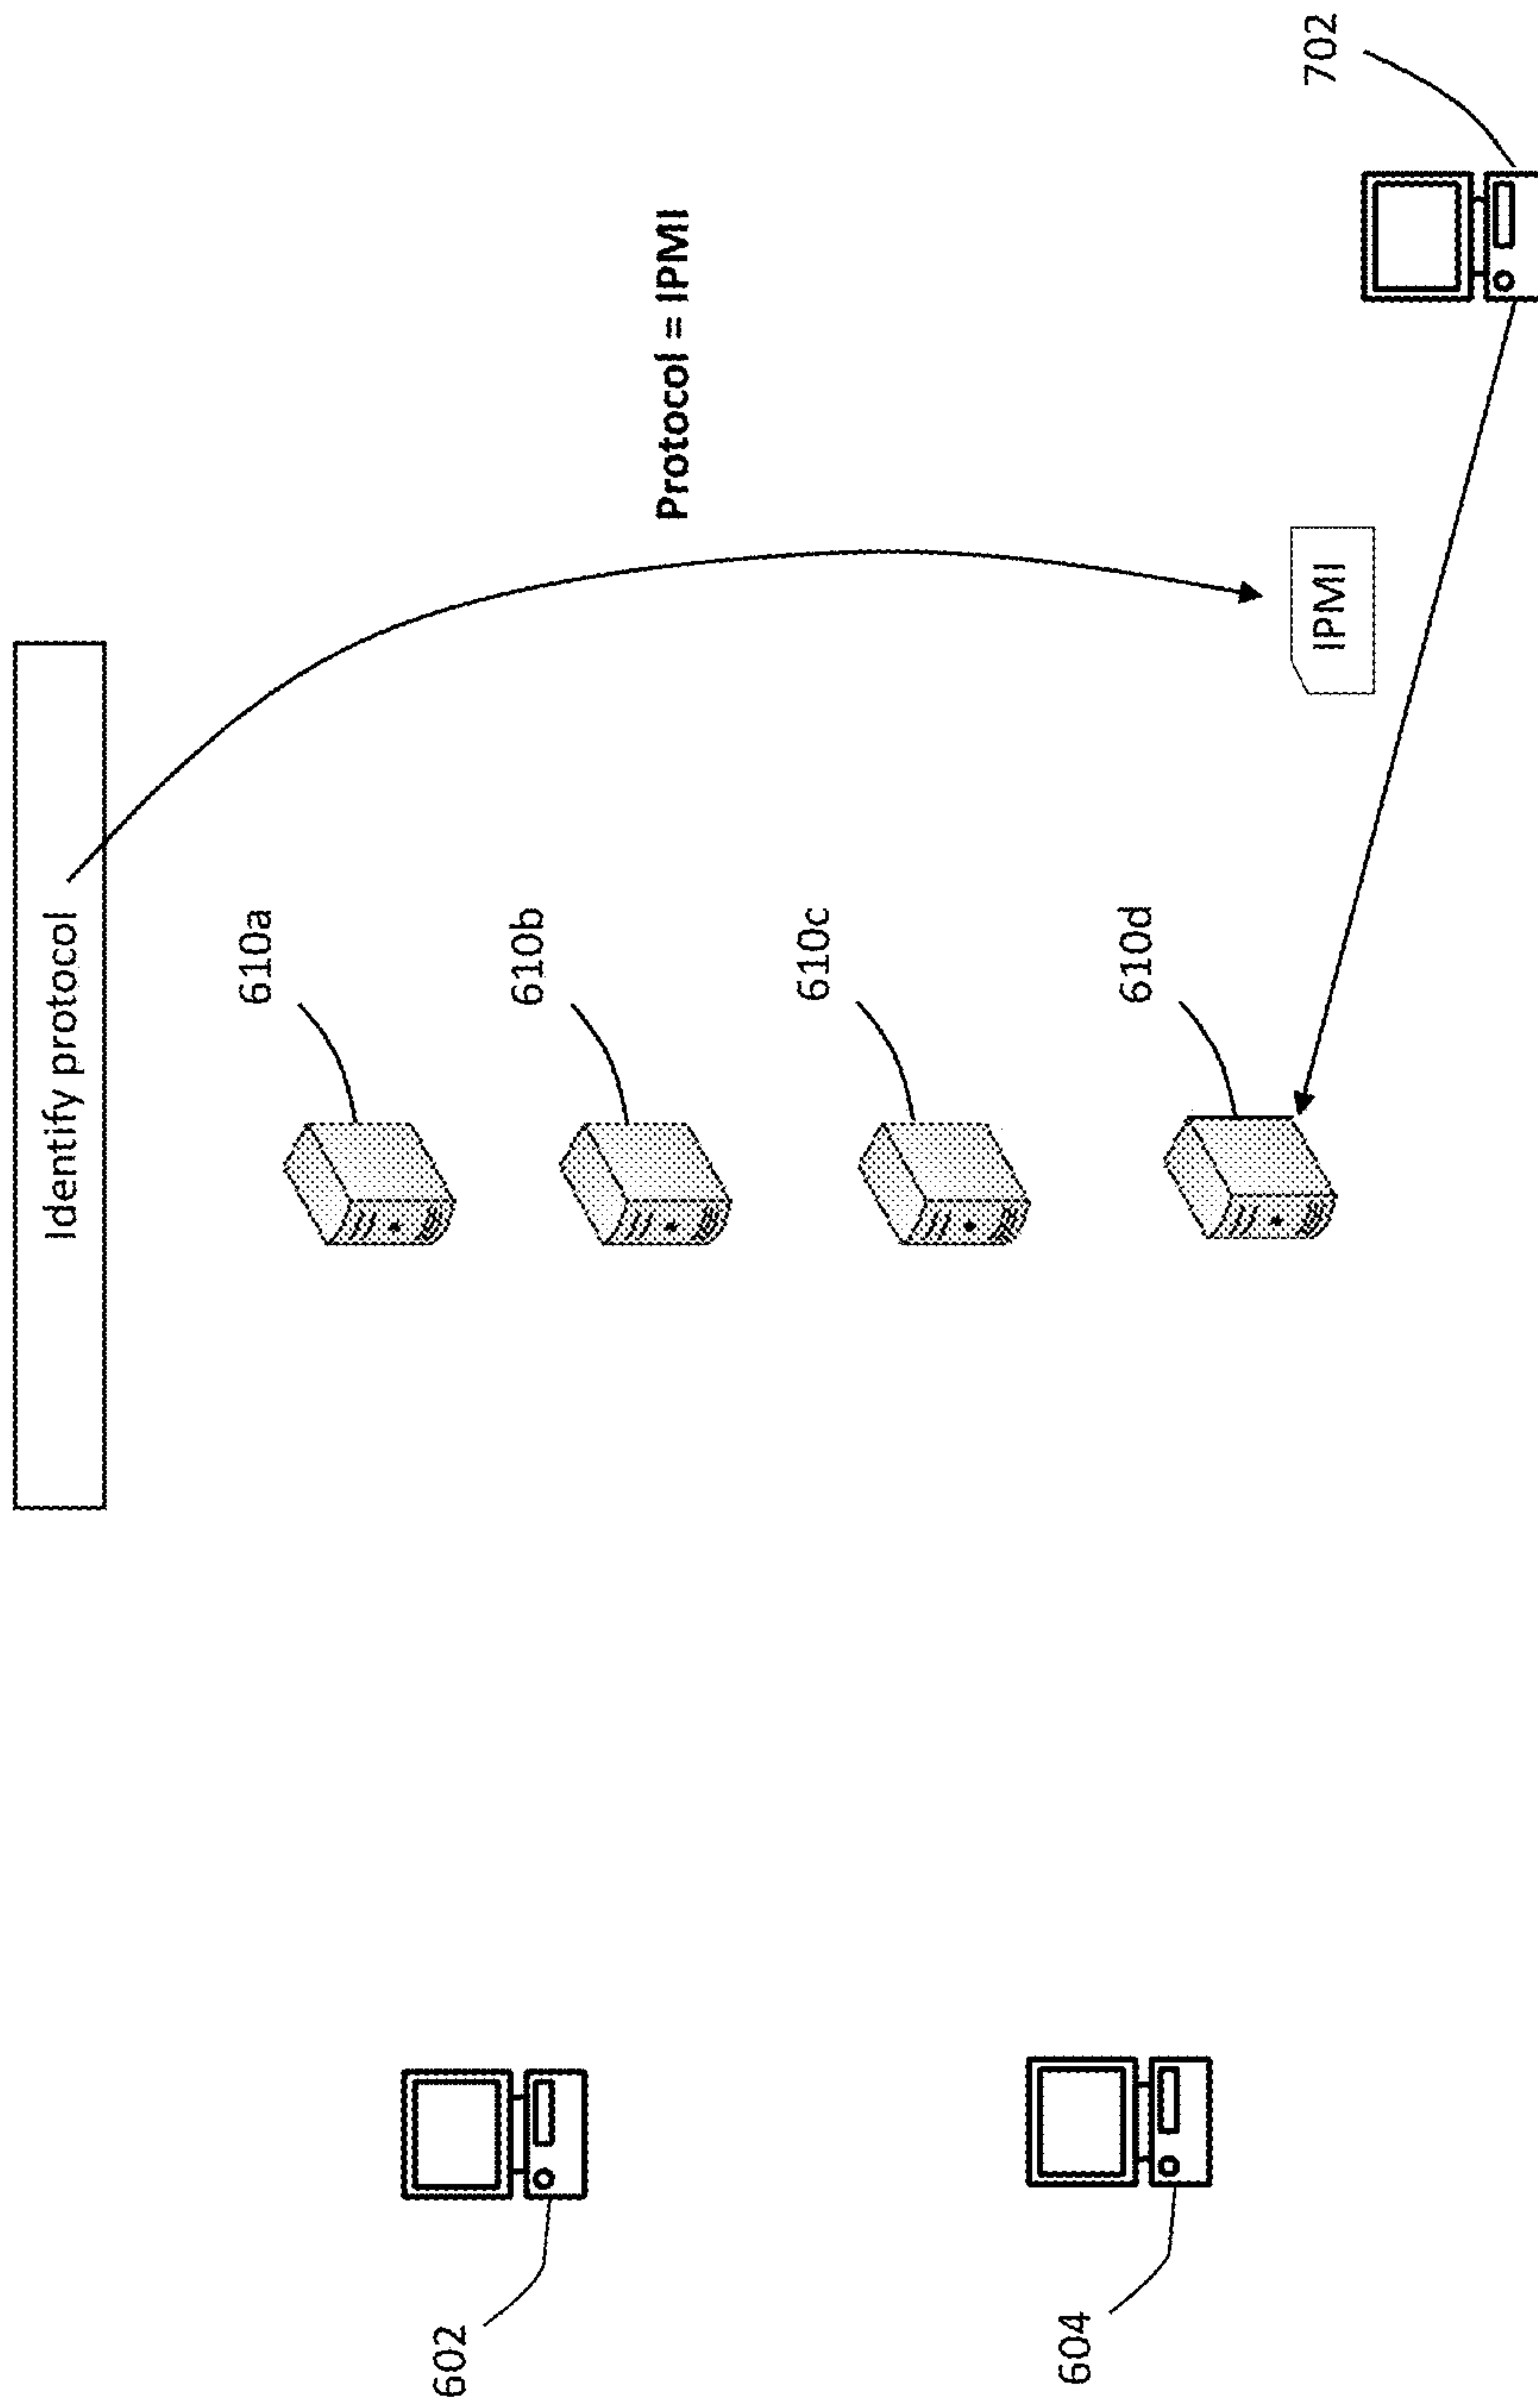 Identify protocol
610a
Protocol = IPMI
602
610b
610c
604
610d
IPMI
702